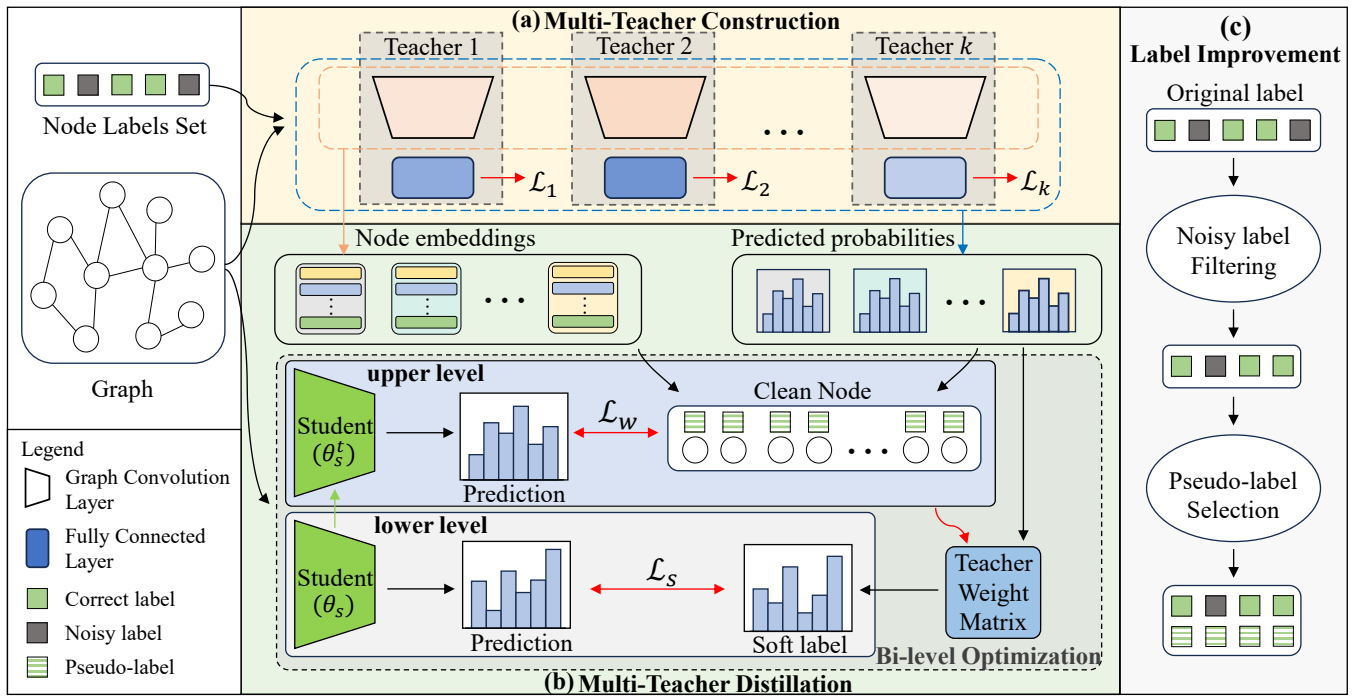 (a) Multi-Teacher Construction
Teacher 1
Teacher 2
Teacher k
. . .
ℒ₁
ℒ₂
ℒₖ
Node Labels Set
Graph
Legend
Graph Convolution
Layer
Fully Connected
Layer
Correct label
Noisy label
Pseudo-label
Node embeddings
Predicted probabilities
upper level
Student
(θₛᵗ)
Prediction
ℒ_w
Clean Node
lower level
Student
(θₛ)
Prediction
ℒₛ
Soft label
Teacher
Weight
Matrix
Bi-level Optimization
(b) Multi-Teacher Distillation
(c)
Label Improvement
Original label
Noisy label
Filtering
Pseudo-label
Selection